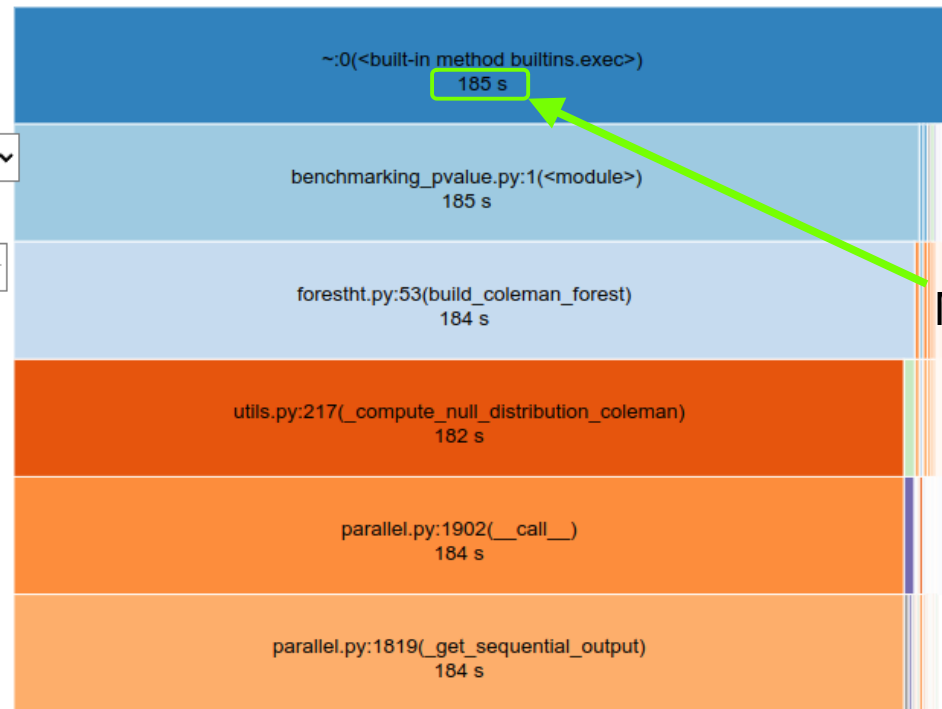 ~:0(<built-in method builtins.exec>)
185 s
benchmarking_pvalue.py:1(<module>)
185 s
forestht.py:53(build_coleman_forest)
184 s
utils.py:217(_compute_null_distribution_coleman)
182 s
parallel.py:1902(__call__)
184 s
parallel.py:1819(_get_sequential_output)
184 s